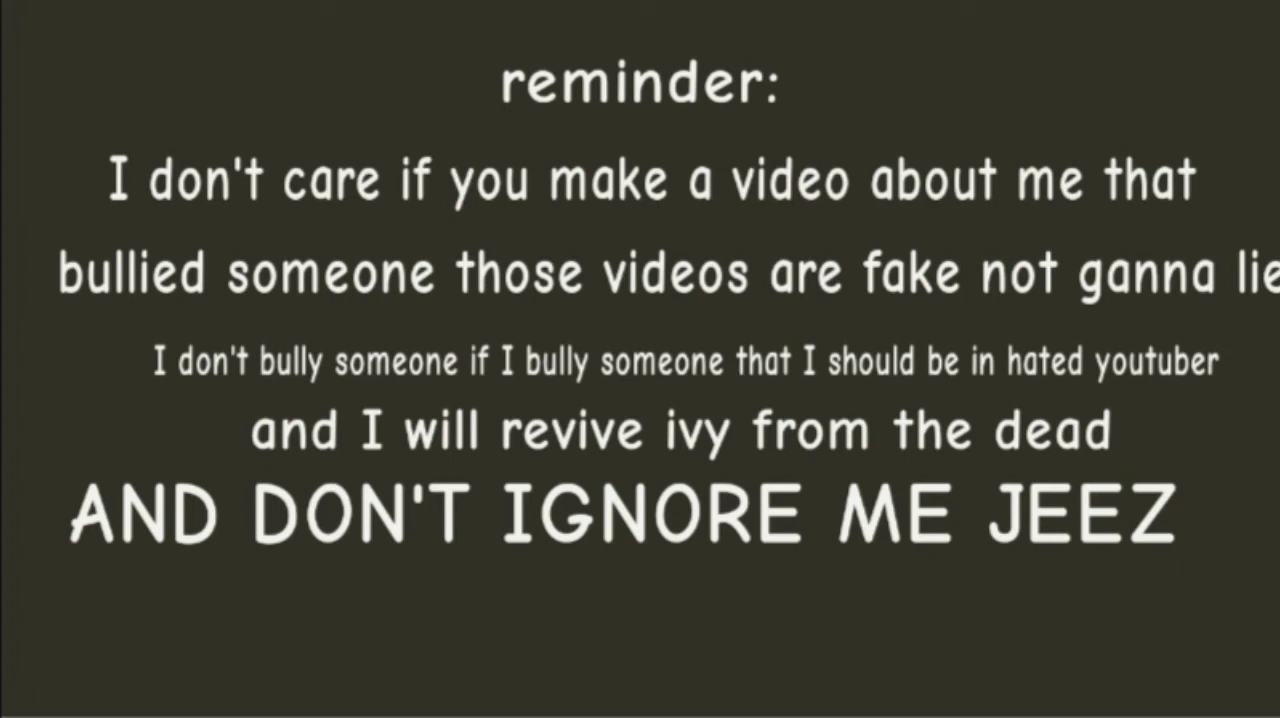 reminder:
I don't care if you make a video about me that
bullied someone those videos are fake not ganna lie
I don't bully someone if I bully someone that I should be in hated youtuber
and I will revive ivy from the dead
AND DON'T IGNORE ME JEEZ